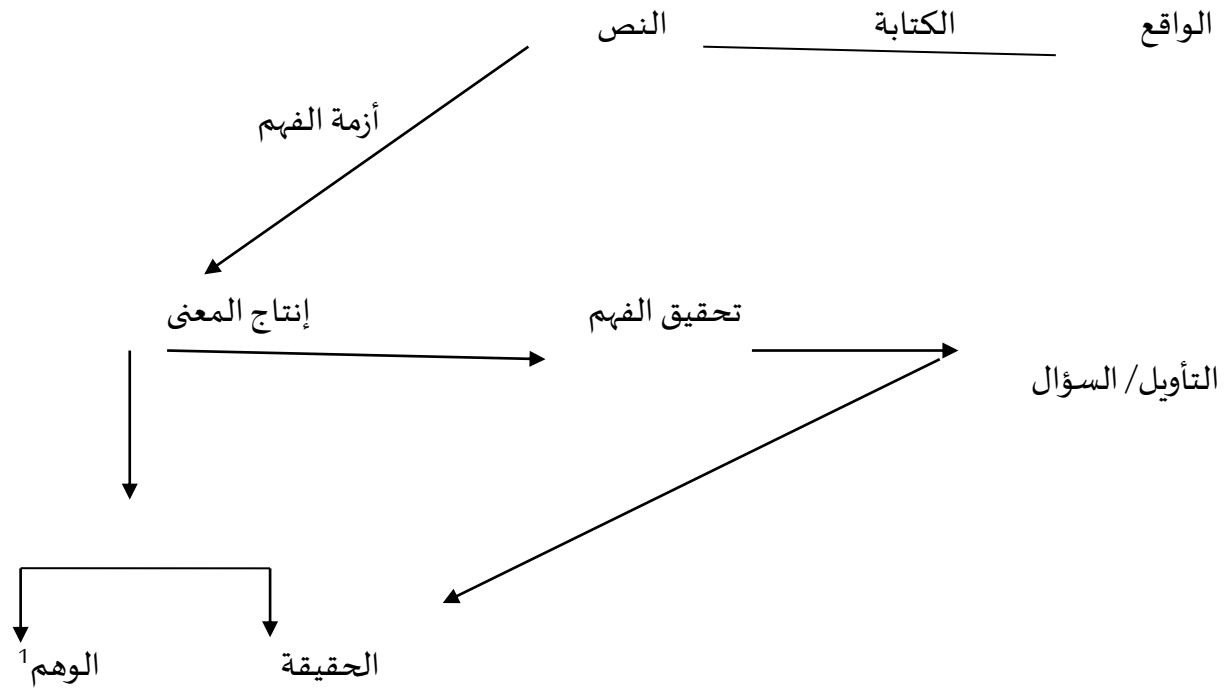 الواقع الكتابة النص
أزمة الفهم
إنتاج المعنى تحقيق الفهم
التأويل/ السؤال
الحقيقة الوهم1